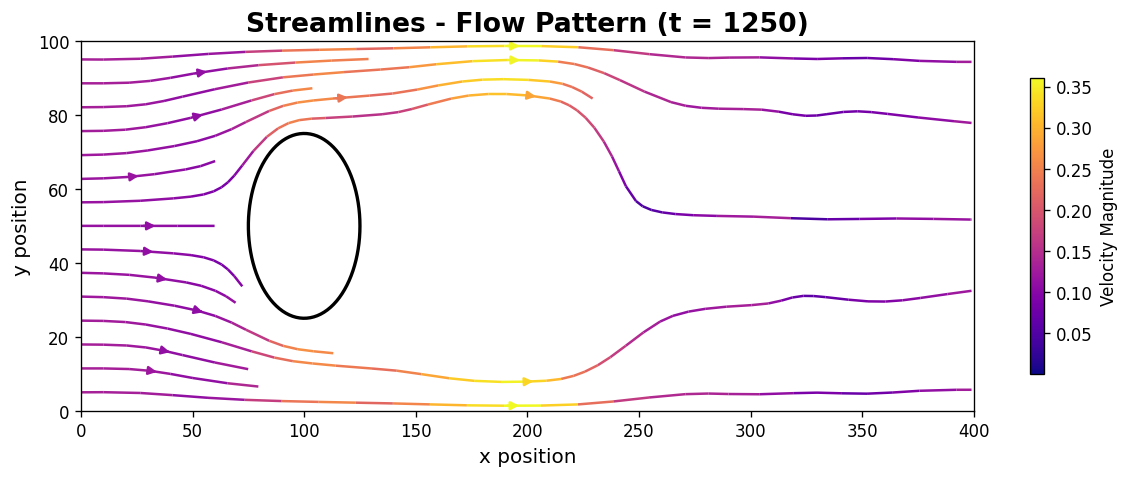 Streamlines - Flow Pattern (t = 1250)
100
80
60
40
20
0
y position
0 50 100 150 200 250 300 350 400
x position
0.35
0.30
0.25
0.20
0.15
0.10
0.05
Velocity Magnitude